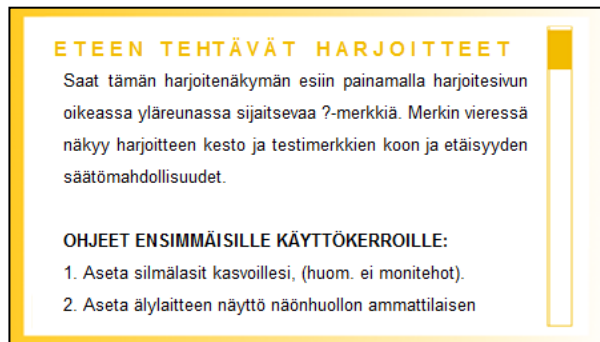 ETEEN TEHTÄVÄT HARJOITTEET
Saat tämän harjoitenäkymän esiin painamalla harjoitesivun
oikeassa yläreunassa sijaitsevaa ?-merkkiä. Merkin vieressä
näkyy harjoitteen kesto ja testimerkkien koon ja etäisyyden
säätömahdollisuudet.
OHJEET ENSIMMÄISILLE KÄYTTÖKERROILLE:
1. Aseta silmälasit kasvoillesi, (huom. ei monitehot).
2. Aseta älylaitteen näyttö näönhuollon ammattilaisen